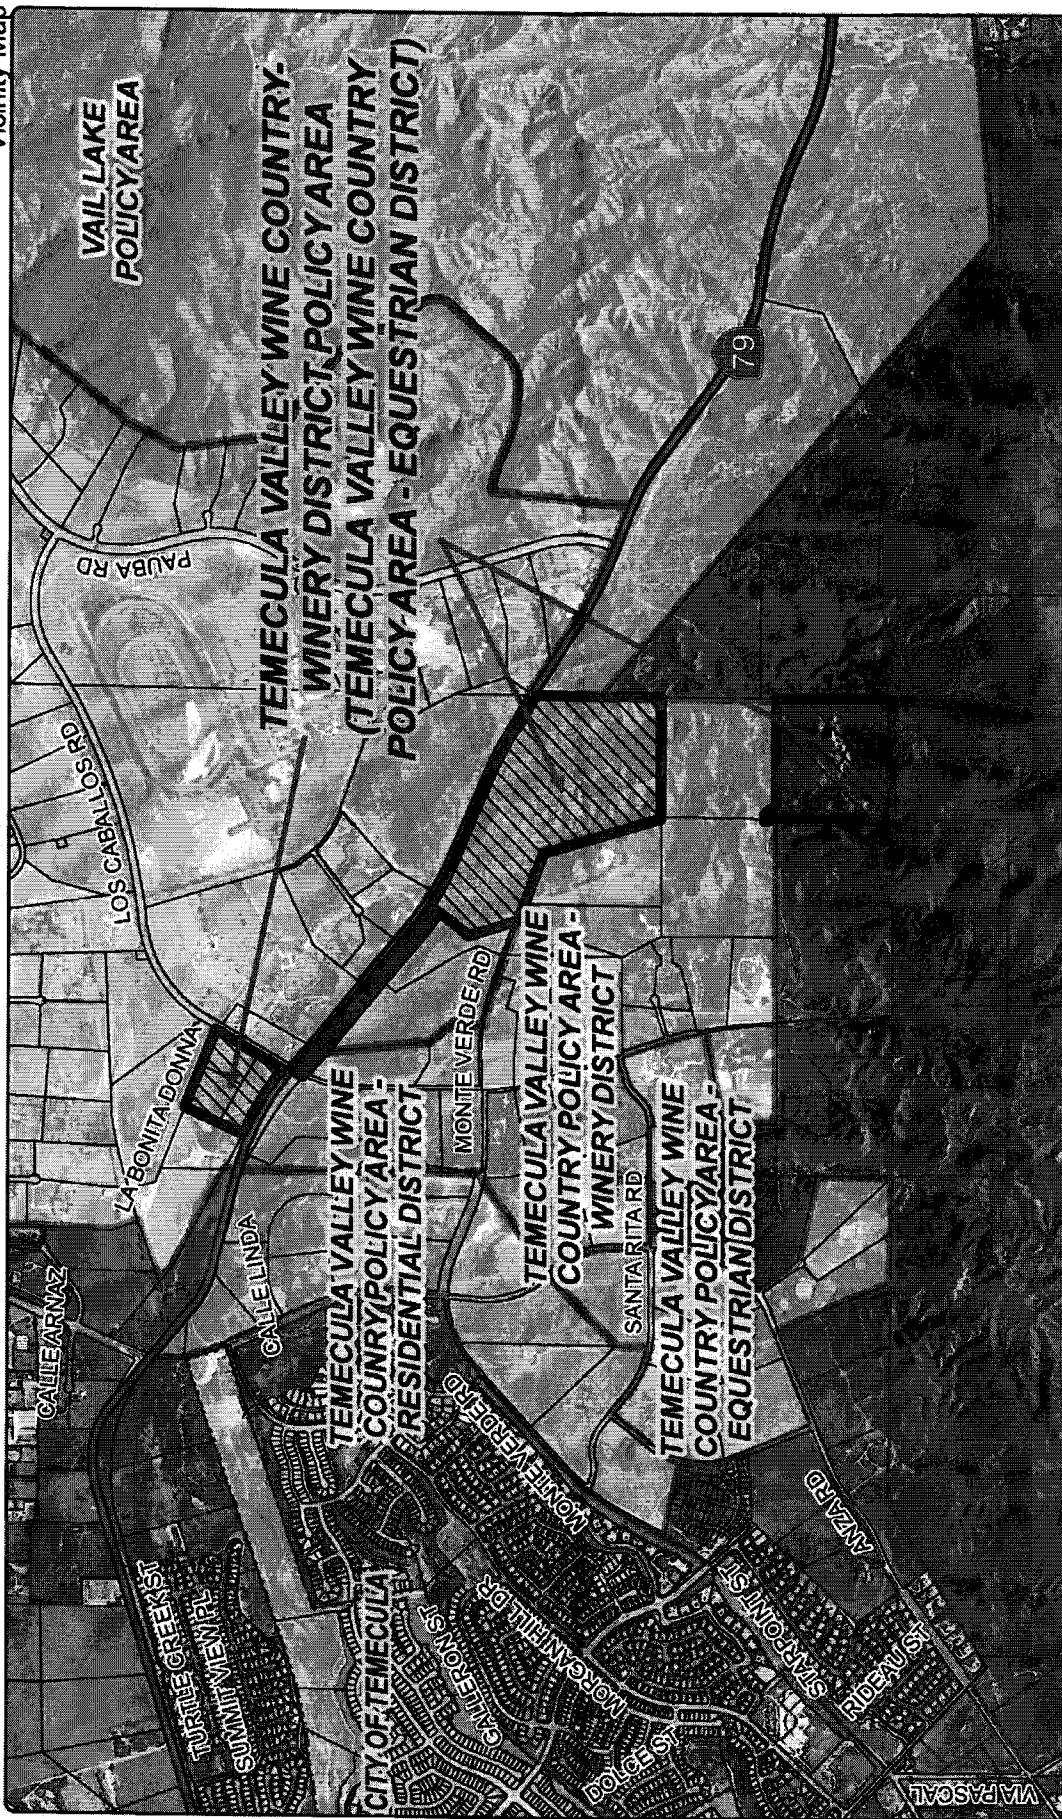 Vicinity Map
VAIL LAKE
POLICY AREA
TEMECULA VALLEY WINE COUNTRY-
WINERY DISTRICT POLICY AREA
(TEMECULA VALLEY WINE COUNTRY
POLICY AREA - EQUESTRIAN DISTRICT)
PAUBA RD
LOS CABALLOS RD
79
LA BONITA DONNA
MONTE VERDE RD
CALLE ARNAZ
CALLE LINDA
TEMECULA VALLEY WINE
COUNRY POLICY AREA -
RESIDENTIAL DISTRICT
TEMECULA VALLEY WINE
COUNTRY POLICY AREA -
WINERY DISTRICT
SANTA RITA RD
TEMECULA VALLEY WINE
COUNTRY POLICY AREA -
EQUESTRIAN DISTRICT
MONTE VERDE RD
TURTLE CREEK ST
SUMMIT VIEW PL
CITY OF TEMECULA
CALLERON ST
MORGAN HILL DR
DOLCE ST
STARPOINT ST
RIDEAU ST
ANZA RD
VIA PASCAL